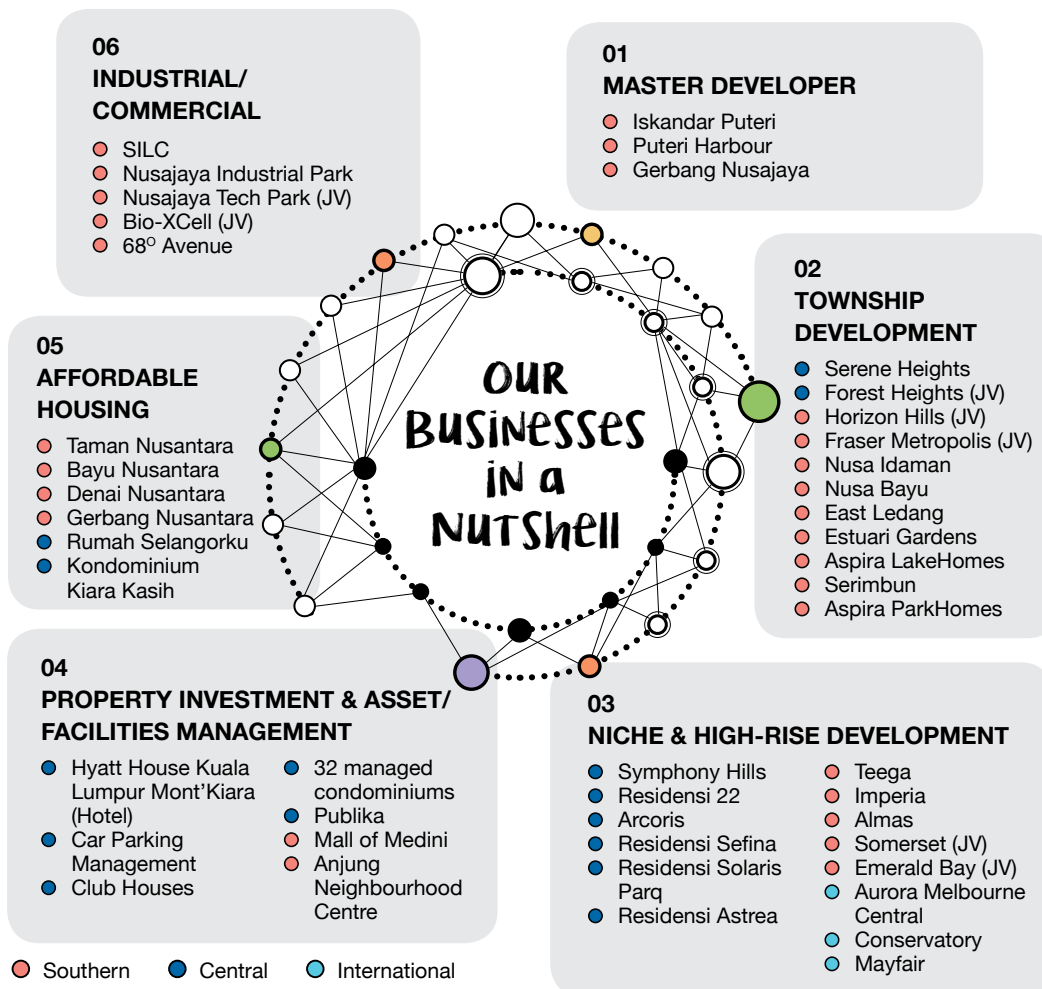 OUR
BUSINESSES
IN a
NUTSHELL
01
MASTER DEVELOPER
Iskandar Puteri
Puteri Harbour
Gerbang Nusajaya
02
TOWNSHIP
DEVELOPMENT
Serene Heights
Forest Heights (JV)
Horizon Hills (JV)
Fraser Metropolis (JV)
Nusa Idaman
Nusa Bayu
East Ledang
Estuari Gardens
Aspira LakeHomes
Serimbun
Aspira ParkHomes
03
NICHE & HIGH-RISE DEVELOPMENT
Symphony Hills
Residensi 22
Arcoris
Residensi Sefina
Residensi Solaris
Parq
Residensi Astrea
Teega
Imperia
Almas
Somerset (JV)
Emerald Bay (JV)
Aurora Melbourne
Central
Conservatory
Mayfair
04
PROPERTY INVESTMENT & ASSET/
FACILITIES MANAGEMENT
Hyatt House Kuala
Lumpur Mont’Kiara
(Hotel)
Car Parking
Management
Club Houses
32 managed
condominiums
Publika
Mall of Medini
Anjung
Neighbourhood
Centre
05
AFFORDABLE
HOUSING
Taman Nusantara
Bayu Nusantara
Denai Nusantara
Gerbang Nusantara
Rumah Selangorku
Kondominium
Kiara Kasih
06
INDUSTRIAL/
COMMERCIAL
SILC
Nusajaya Industrial Park
Nusajaya Tech Park (JV)
Bio-XCell (JV)
68° Avenue
Southern
Central
International